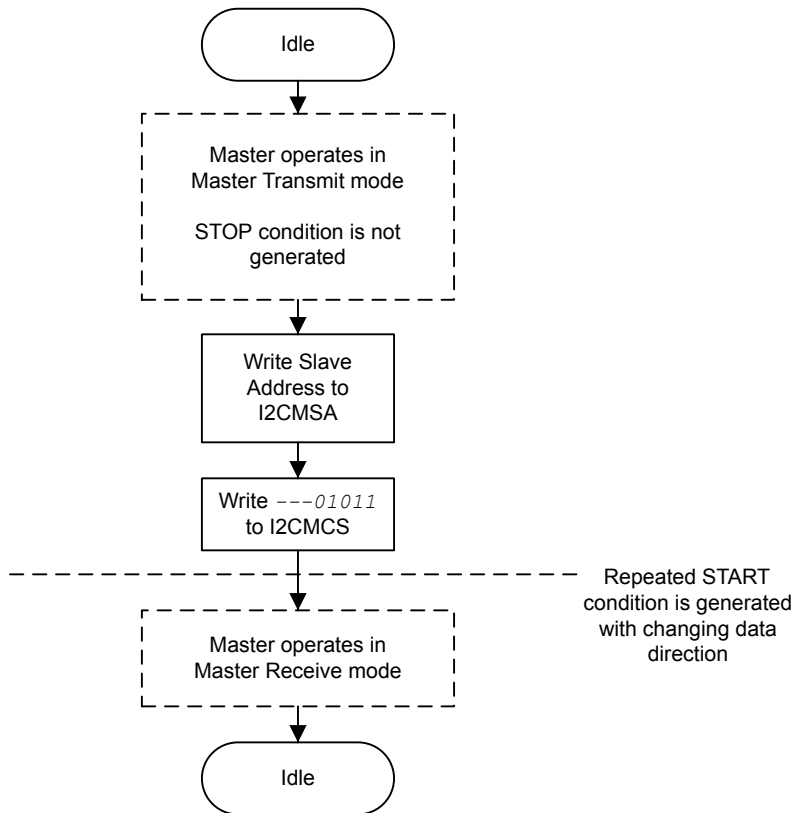 Idle
Master operates in
Master Transmit mode
STOP condition is not
generated
Write Slave
Address to
I2CMSA
Write ---01011
to I2CMCS
Repeated START
condition is generated
with changing data
direction
Master operates in
Master Receive mode
Idle